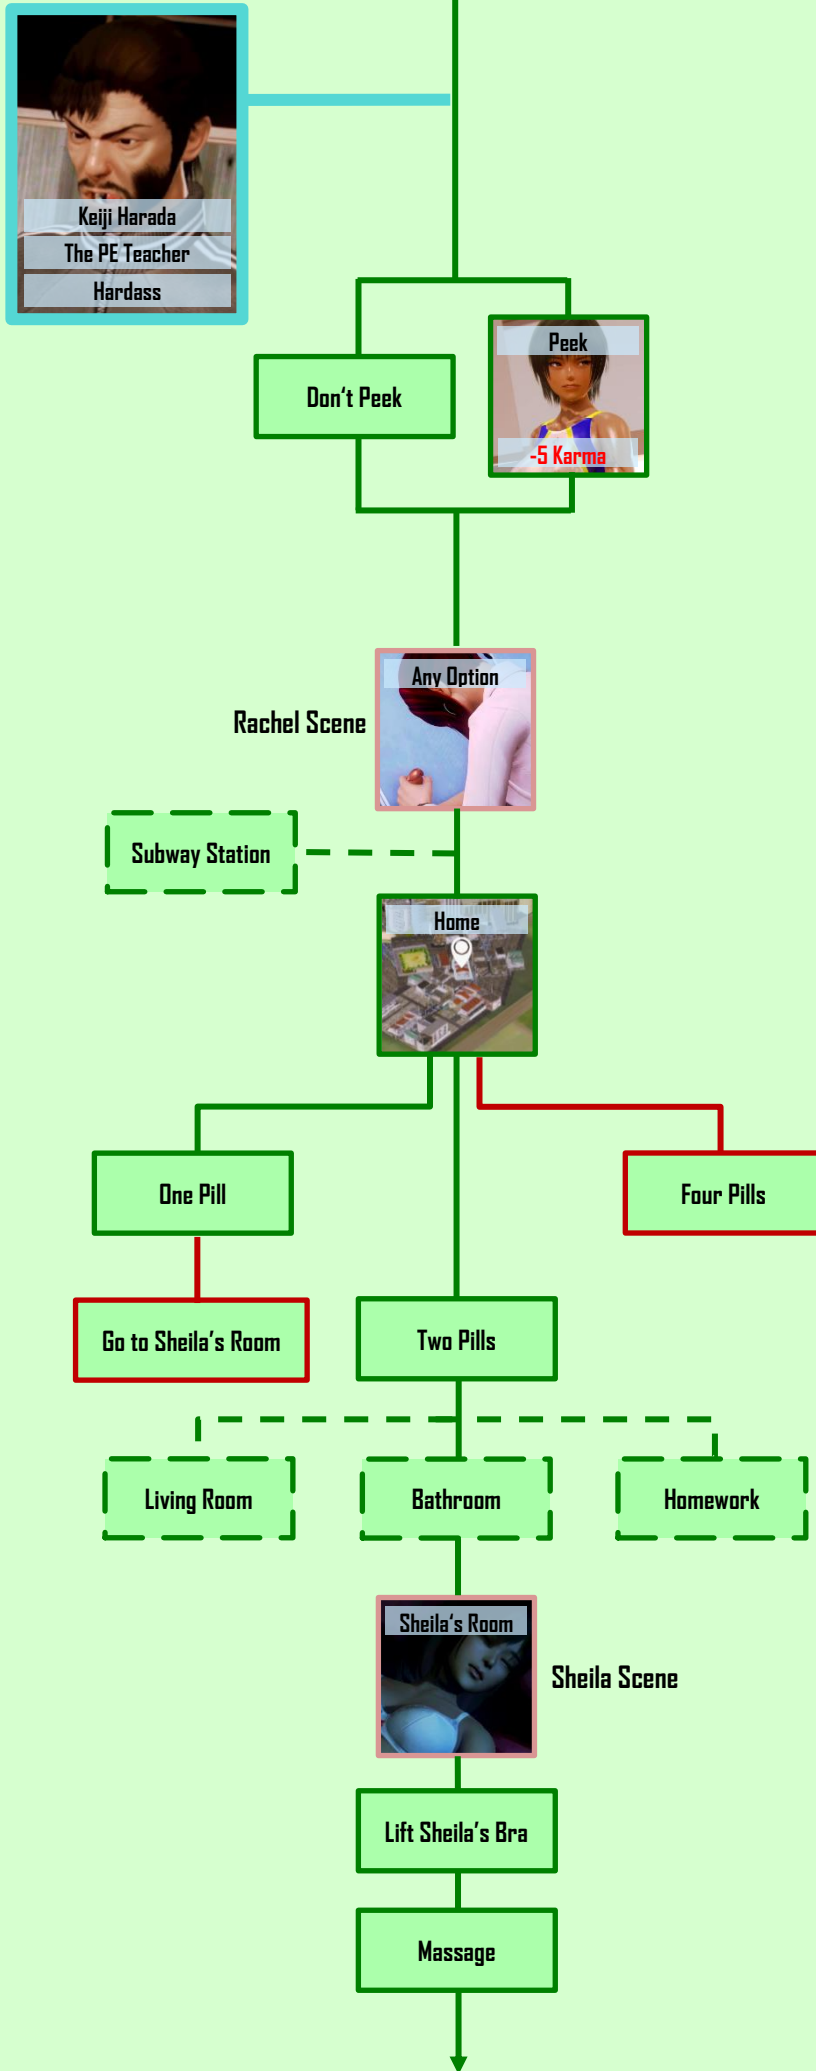 Keiji Harada
The PE Teacher
Hardass
Peek
Don't Peek
-5 Karma
Any Option
Rachel Scene
Subway Station
Home
One Pill
Four Pills
Go to Sheila's Room
Two Pills
Living Room
Bathroom
Homework
Sheila's Room
Sheila Scene
Lift Sheila's Bra
Massage